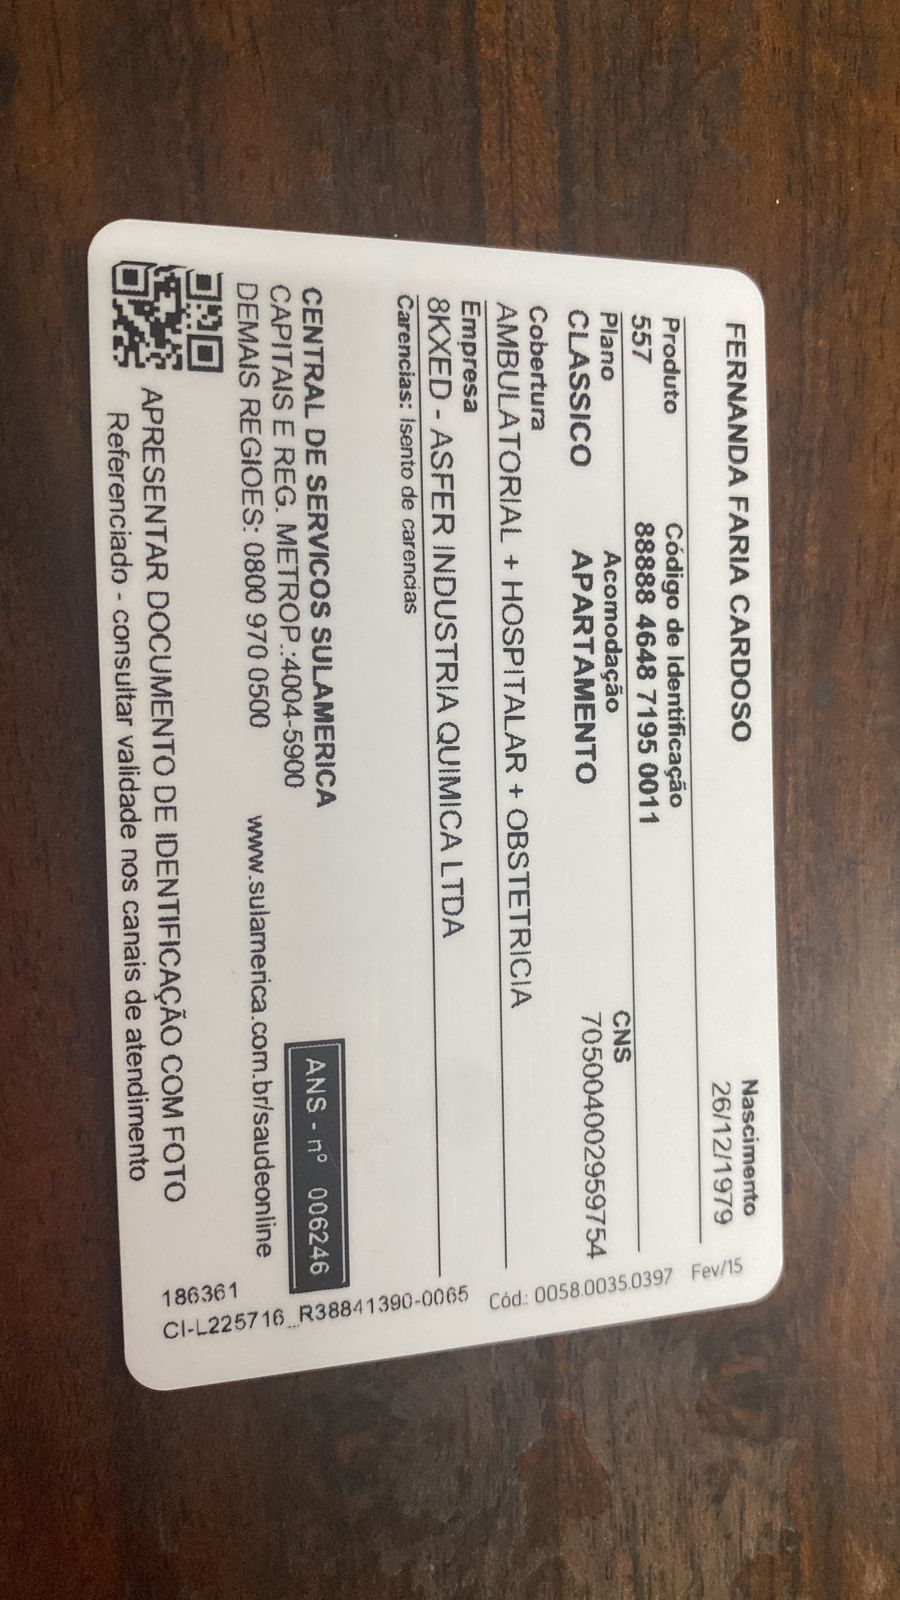 FERNANDA FARIA CARDOSO
Nascimento
26/12/1979
Produto Código de Identificação
557 88888 4648 7195 0011
Plano Acomodação CNS
CLASSICO APARTAMENTO 705004002959754
Cobertura
AMBULATORIAL + HOSPITALAR + OBSTETRICIA
Empresa
8KXED - ASFER INDUSTRIA QUIMICA LTDA
Carencias: Isento de carencias
CENTRAL DE SERVICOS SULAMERICA
CAPITAIS E REG. METROP.:4004-5900
DEMAIS REGIOES: 0800 970 0500 www.sulamerica.com.br/saudeonline
ANS - nº 006246
APRESENTAR DOCUMENTO DE IDENTIFICAÇÃO COM FOTO
Referenciado - consultar validade nos canais de atendimento
Fev/15
Cód.: 0058.0035.0397
186361
CI-L225716_R38841390-0065